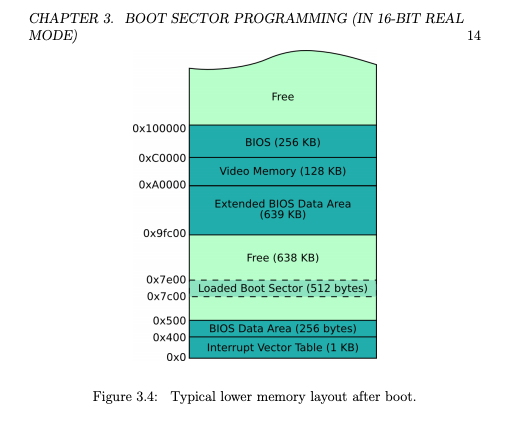 CHAPTER 3. BOOT SECTOR PROGRAMMING (IN 16-BIT REAL
MODE) 14
Free
0x100000
BIOS (256 KB)
0xC0000
Video Memory (128 KB)
0xA0000
Extended BIOS Data Area
(639 KB)
0x9fc00
Free (638 KB)
0x7e00
Loaded Boot Sector (512 bytes)
0x7c00
0x500
BIOS Data Area (256 bytes)
0x400
Interrupt Vector Table (1 KB)
0x0
Figure 3.4: Typical lower memory layout after boot.